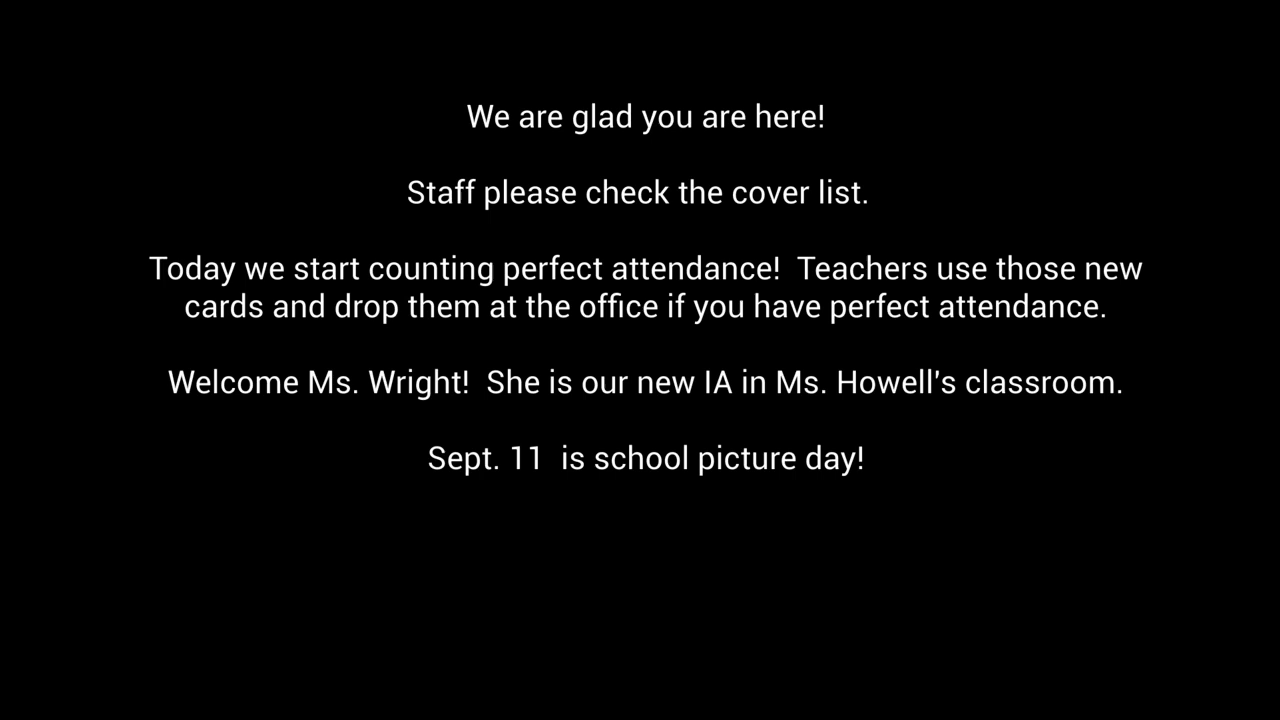 We are glad you are here!
Staff please check the cover list.
Today we start counting perfect attendance!  Teachers use those new
cards and drop them at the office if you have perfect attendance.
Welcome Ms. Wright!  She is our new IA in Ms. Howell's classroom.
Sept. 11  is school picture day!